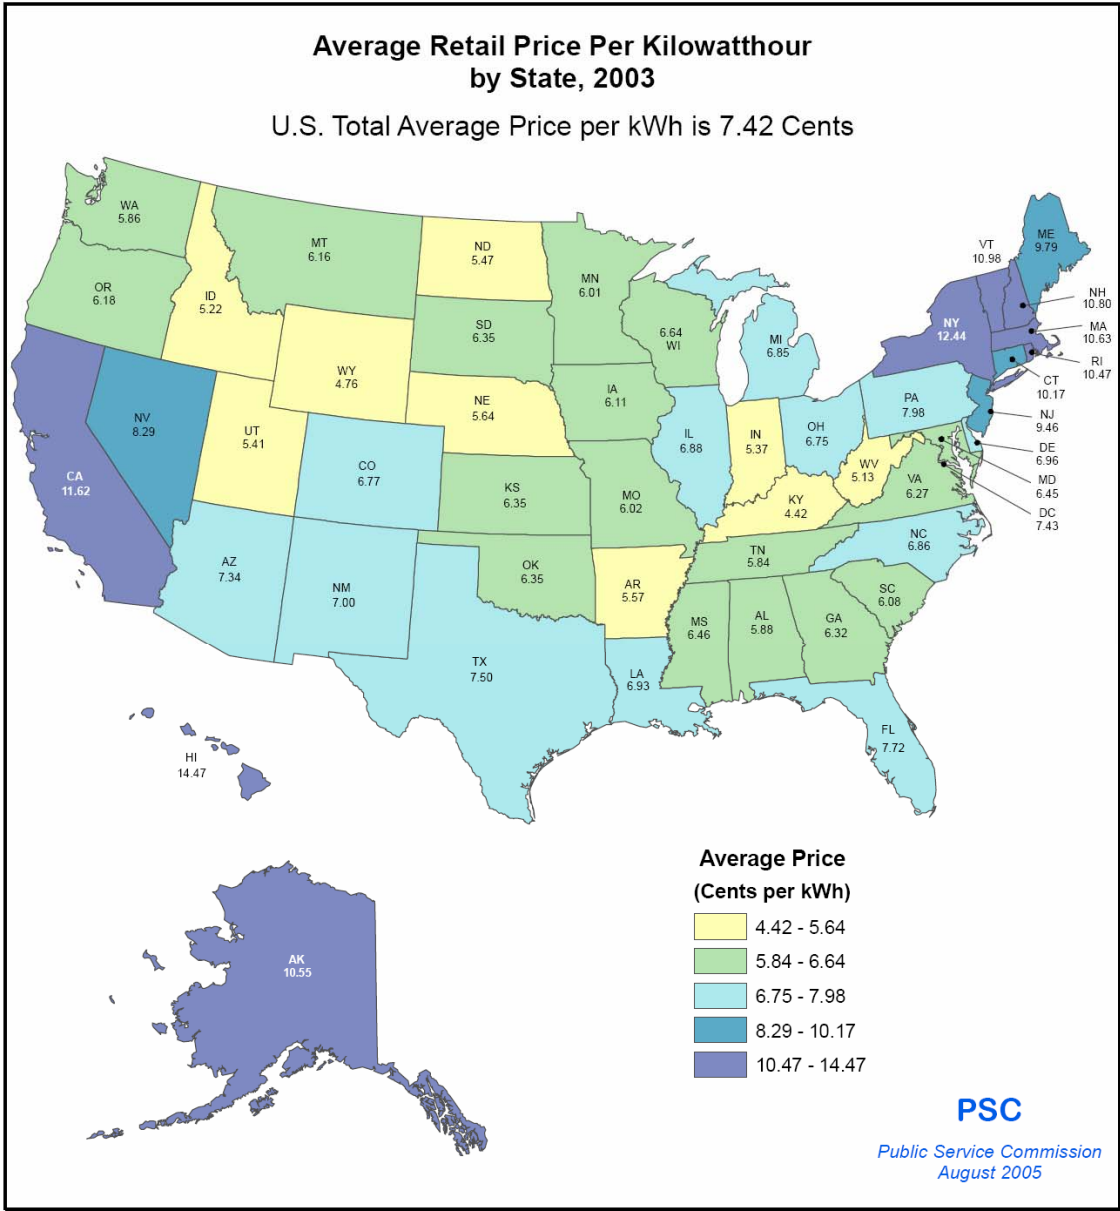 Average Retail Price Per Kilowatthour
by State, 2003
U.S. Total Average Price per kWh is 7.42 Cents
WA
5.86
MT
6.16
ND
5.47
MN
6.01
VT
10.98
ME
9.79
OR
6.18
ID
5.22
SD
6.35
6.64
WI
MI
6.85
NY
12.44
NH
10.80
MA
10.63
RI
10.47
CT
10.17
NJ
9.46
DE
6.96
MD
6.45
DC
7.43
WY
4.76
NE
5.64
IA
6.11
PA
7.98
NV
8.29
UT
5.41
CO
6.77
IL
6.88
IN
5.37
OH
6.75
WV
5.13
VA
6.27
CA
11.62
KS
6.35
MO
6.02
KY
4.42
NC
6.86
AZ
7.34
NM
7.00
OK
6.35
AR
5.57
TN
5.84
SC
6.08
MS
6.46
AL
5.88
GA
6.32
TX
7.50
LA
6.93
FL
7.72
HI
14.47
AK
10.55
Average Price
(Cents per kWh)
4.42 - 5.64
5.84 - 6.64
6.75 - 7.98
8.29 - 10.17
10.47 - 14.47
PSC
Public Service Commission
August 2005